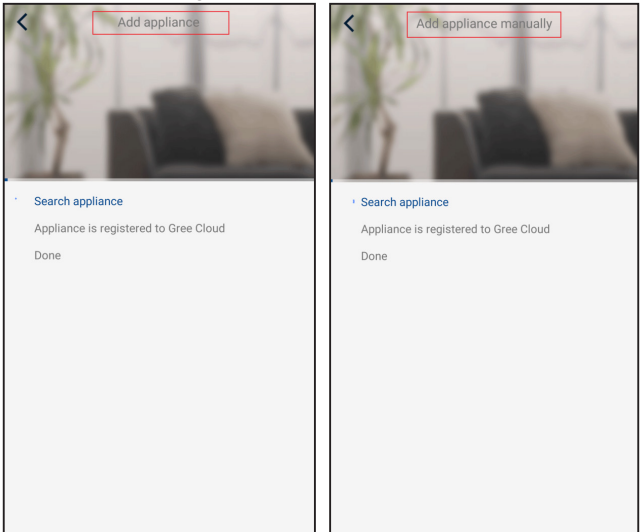 Add appliance
Search appliance
Appliance is registered to Gree Cloud
Done
Add appliance manually
Search appliance
Appliance is registered to Gree Cloud
Done